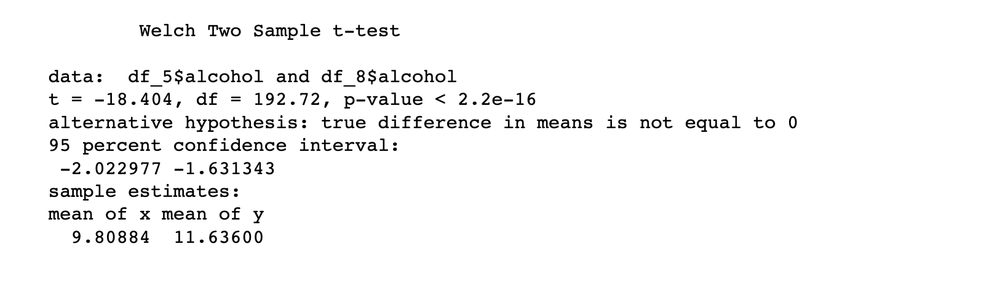 Welch Two Sample t-test
data:  df_5$alcohol and df_8$alcohol
t = -18.404, df = 192.72, p-value < 2.2e-16
alternative hypothesis: true difference in means is not equal to 0
95 percent confidence interval:
-2.022977 -1.631343
sample estimates:
mean of x mean of y
9.80884  11.63600